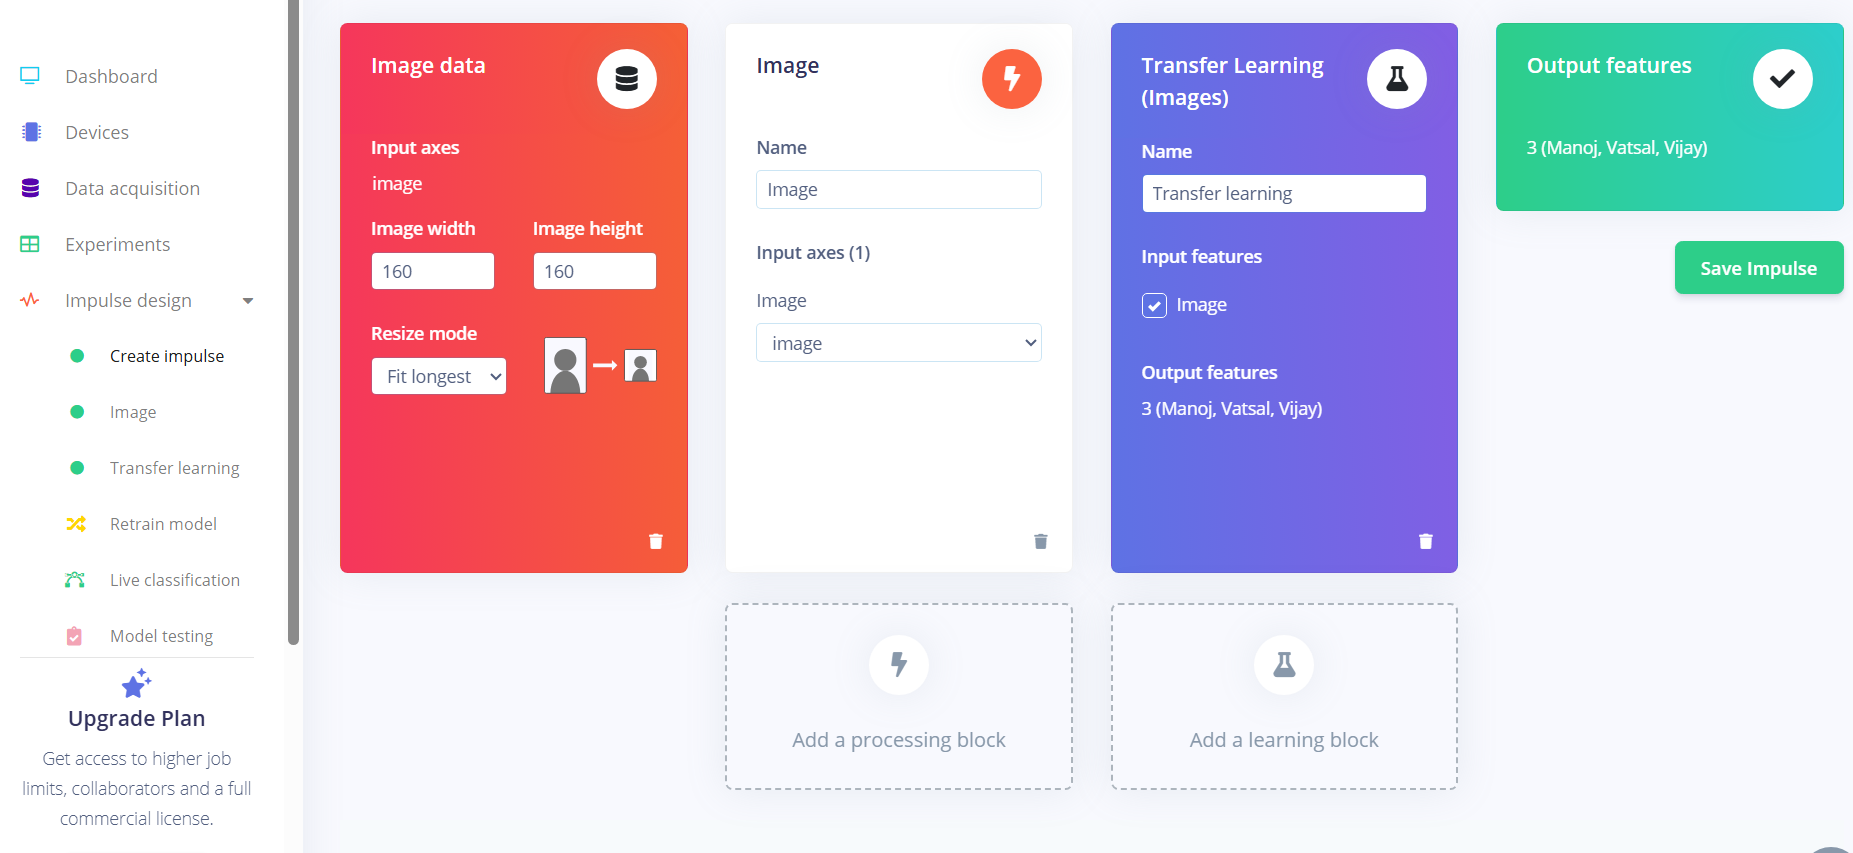 Dashboard
Devices
Data acquisition
Experiments
Impulse design
Create impulse
Image
Transfer learning
Retrain model
Live classification
Model testing
Upgrade Plan
Get access to higher job
limits, collaborators and a full
commercial license.
Image data
Input axes
image
Image width
Image height
160
160
Resize mode
Fit longest
Image
Name
Image
Input axes (1)
Image
image
Add a processing block
Transfer Learning
(Images)
Name
Transfer learning
Input features
Image
Output features
3 (Manoj, Vatsal, Vijay)
Add a learning block
Output features
3 (Manoj, Vatsal, Vijay)
Save Impulse